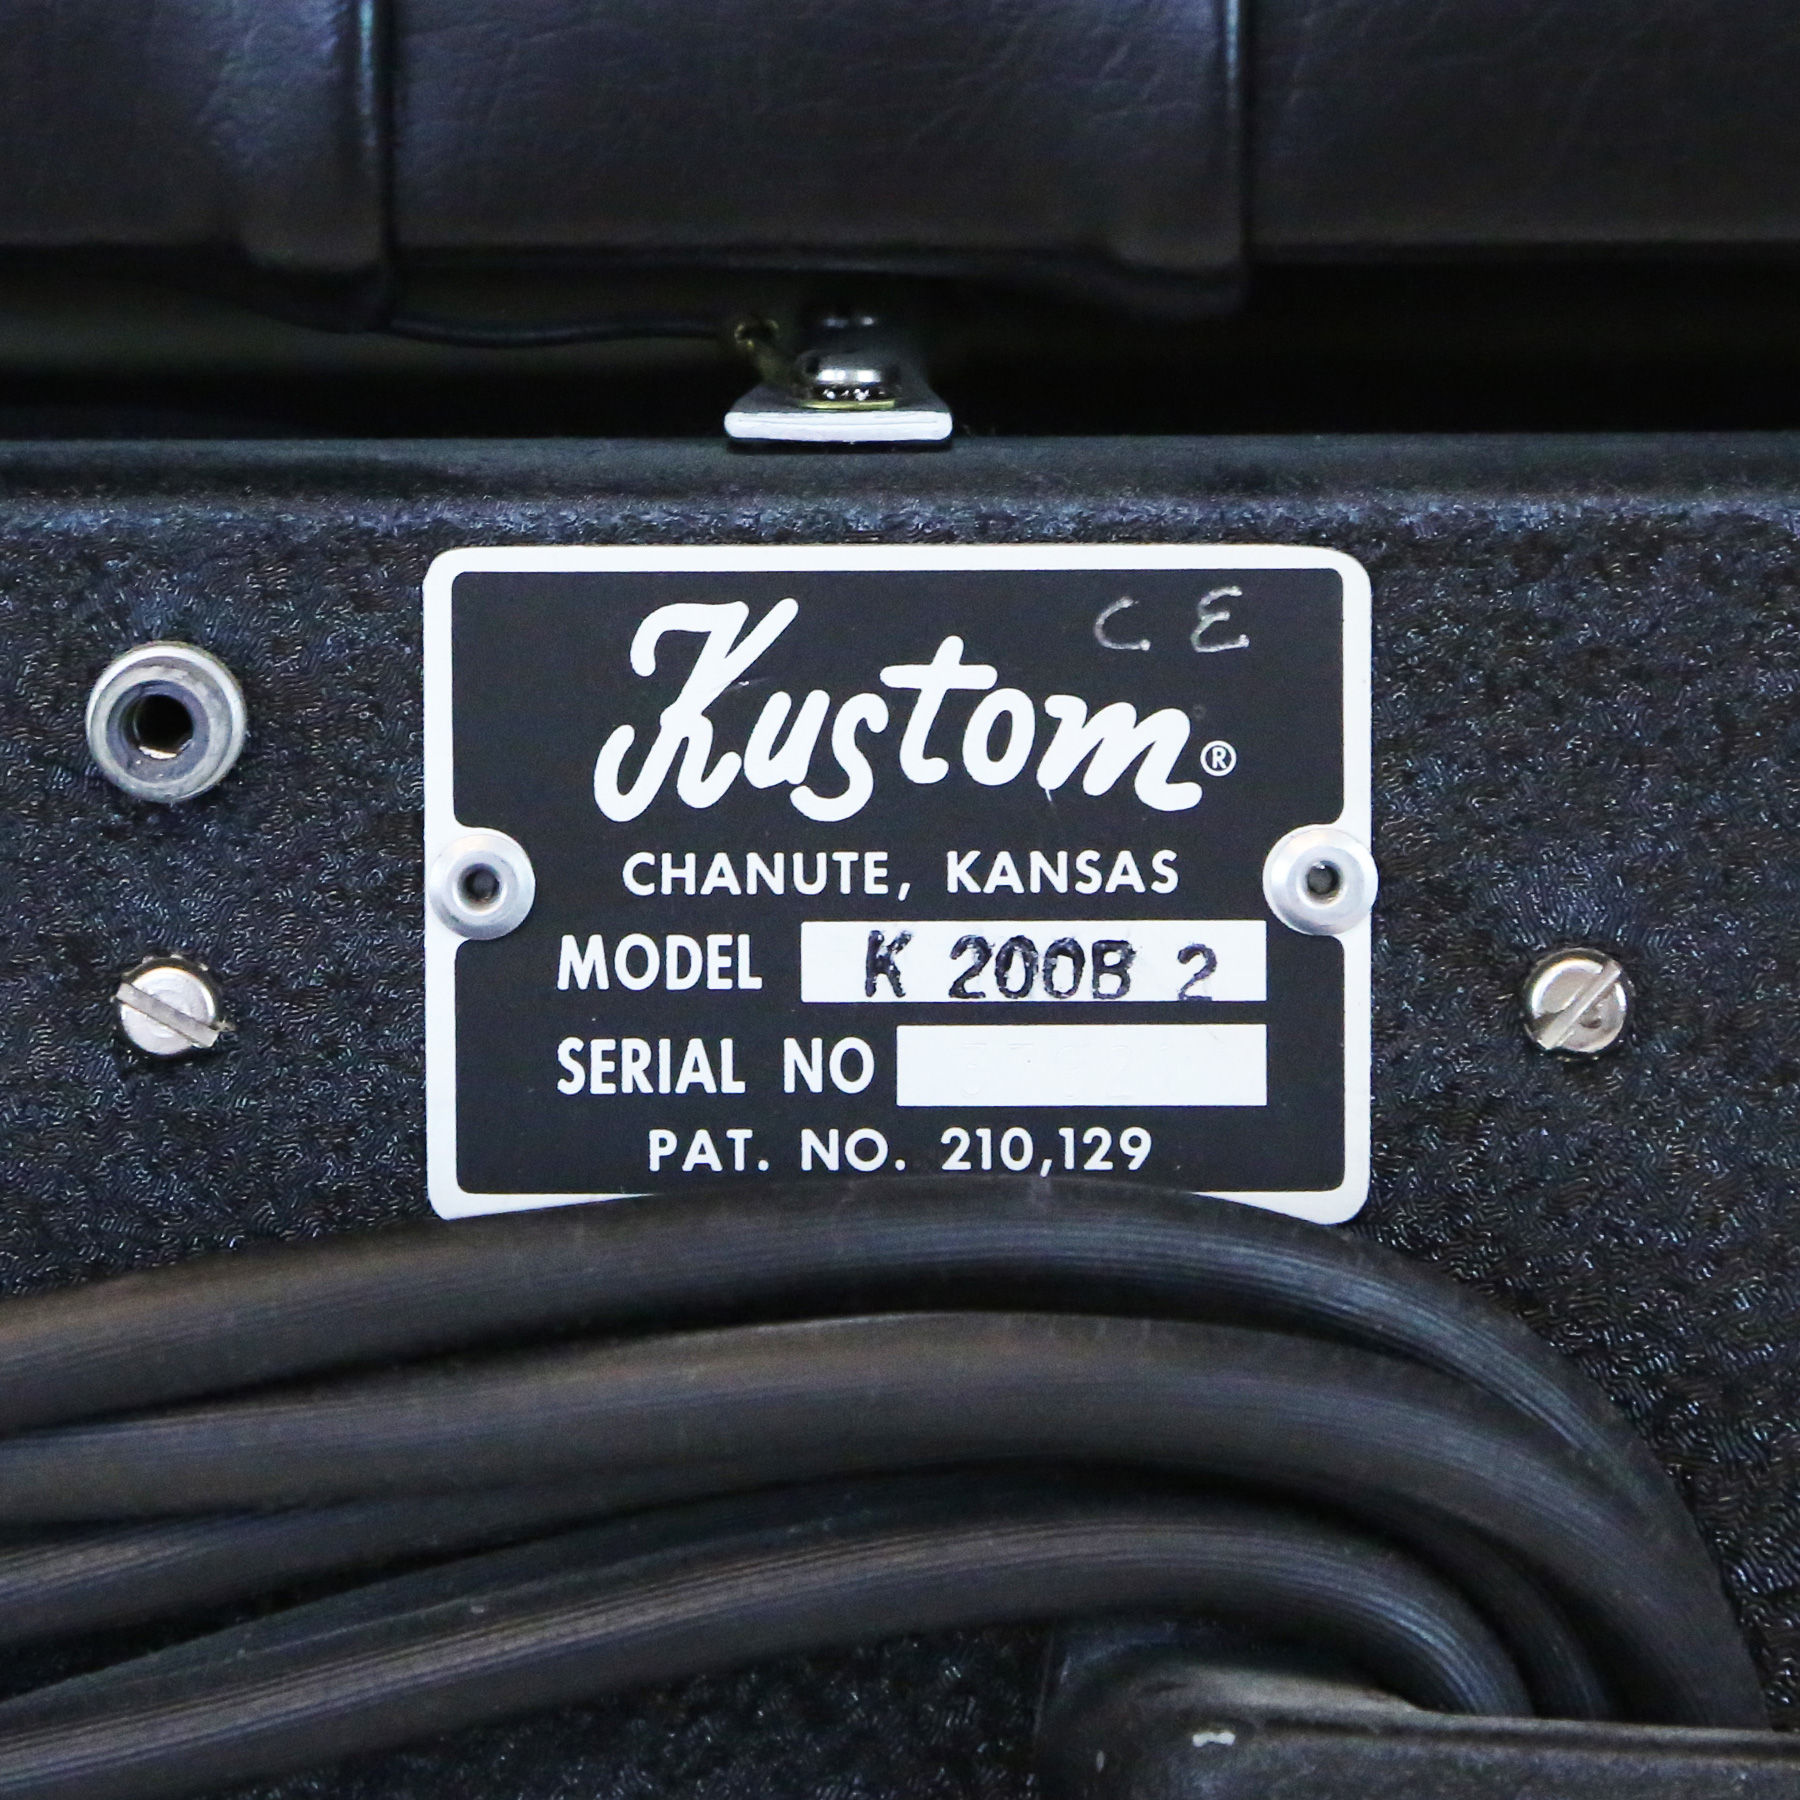 C E
Kustom®
CHANUTE, KANSAS
MODEL K 200B 2
SERIAL NO
PAT. NO. 210,129